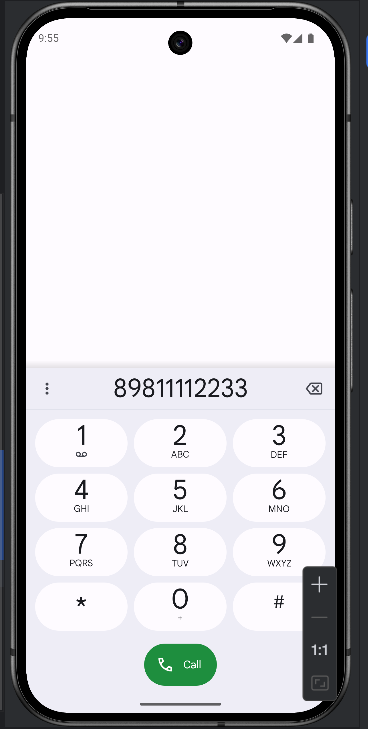 9:55
89811112233
1 2 3
ABC DEF
4 5 6
GHI JKL MNO
7 8 9
PQRS TUV WXYZ
* 0 #
+
Call
1:1